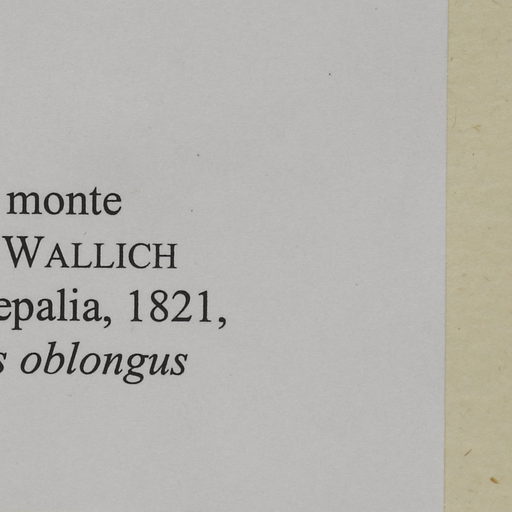 monte
WALLICH
epalia, 1821,
s oblongus